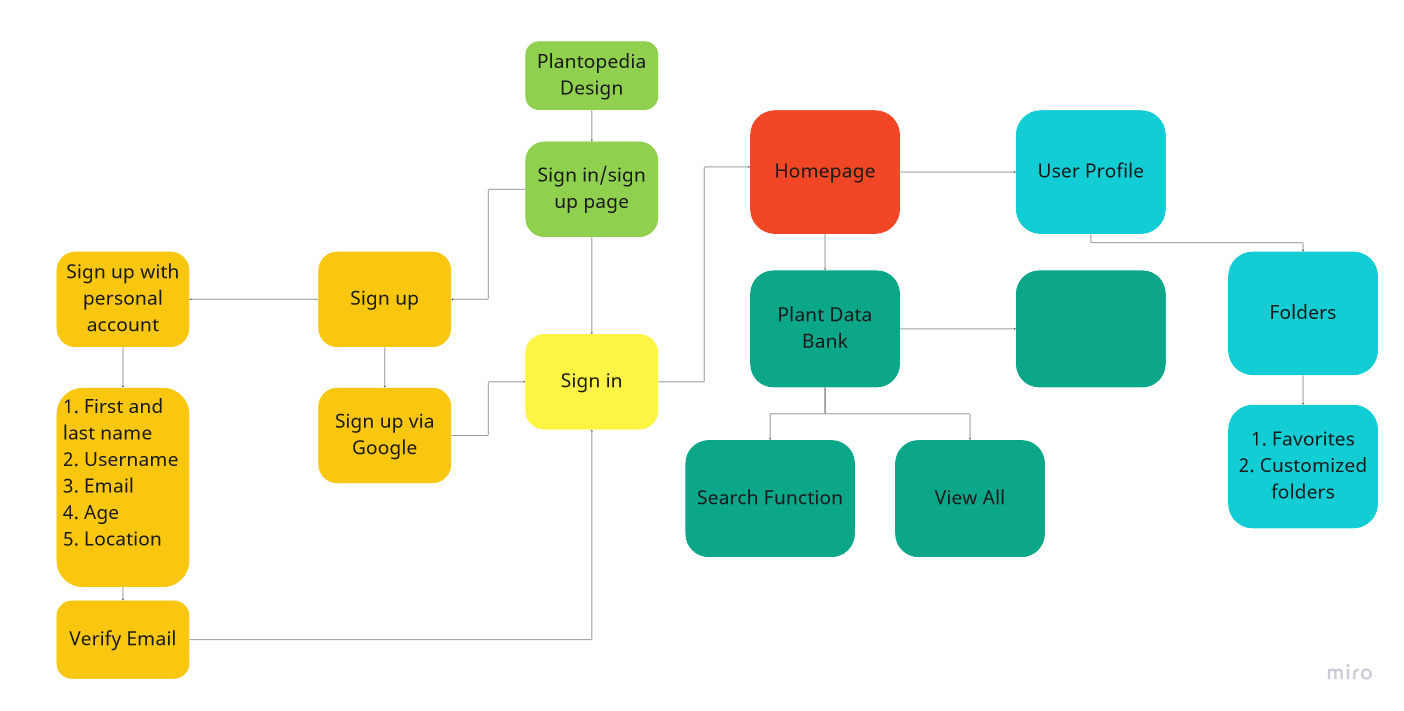 Plantopedia
Design
Sign in/sign
up page
Homepage
User Profile
Sign up with
personal
account
Sign up
Plant Data
Bank
Folders
Sign in
1. First and
last name
2. Username
3. Email
4. Age
5. Location
Sign up via
Google
Search Function
View All
1. Favorites
2. Customized
folders
Verify Email
miro